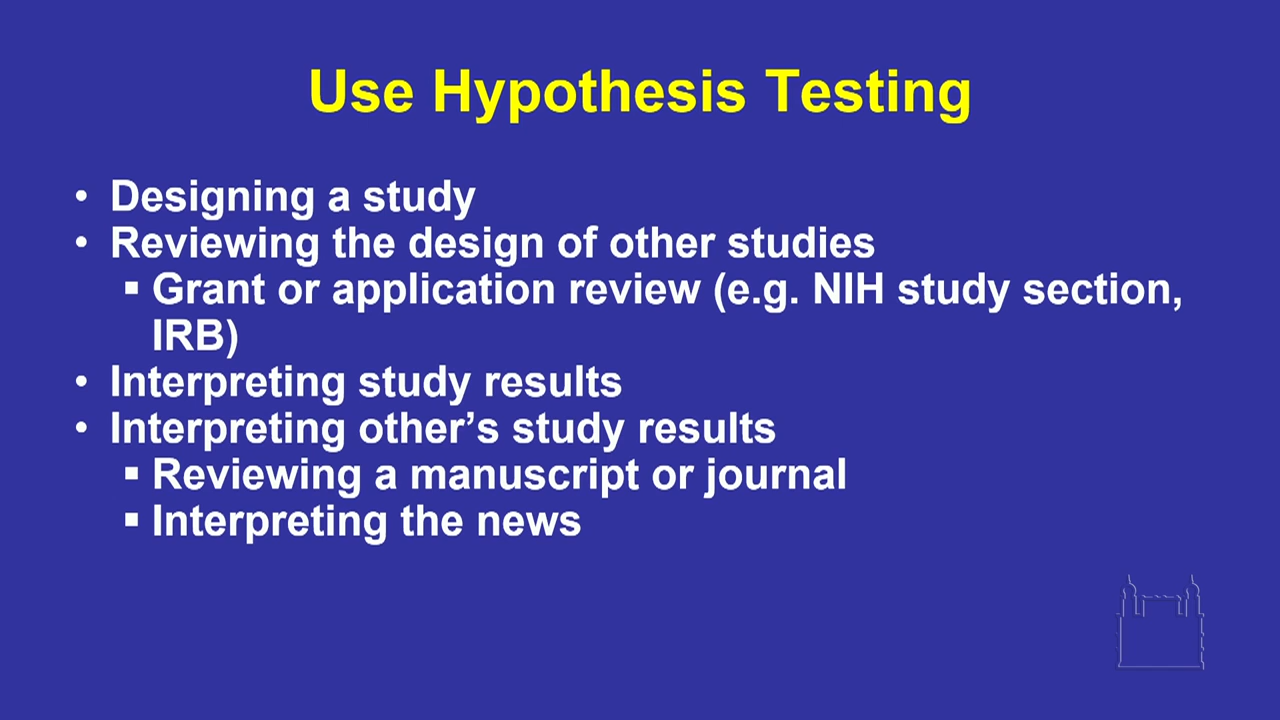 Use Hypothesis Testing
• Designing a study
• Reviewing the design of other studies
▪ Grant or application review (e.g. NIH study section,
IRB)
• Interpreting study results
• Interpreting other’s study results
▪ Reviewing a manuscript or journal
▪ Interpreting the news